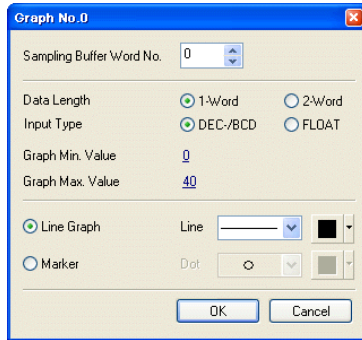 Graph No.0
Sampling Buffer Word No. 0
Data Length 1-Word 2-Word
Input Type DEC-/BCD FLOAT
Graph Min. Value 0
Graph Max. Value 40
Line Graph Line
Marker Dot
OK Cancel